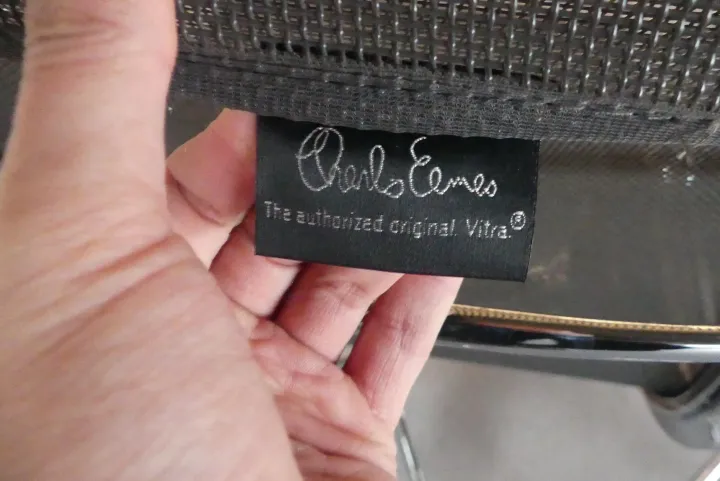 Charles Eames
The authorized original. Vitra.®